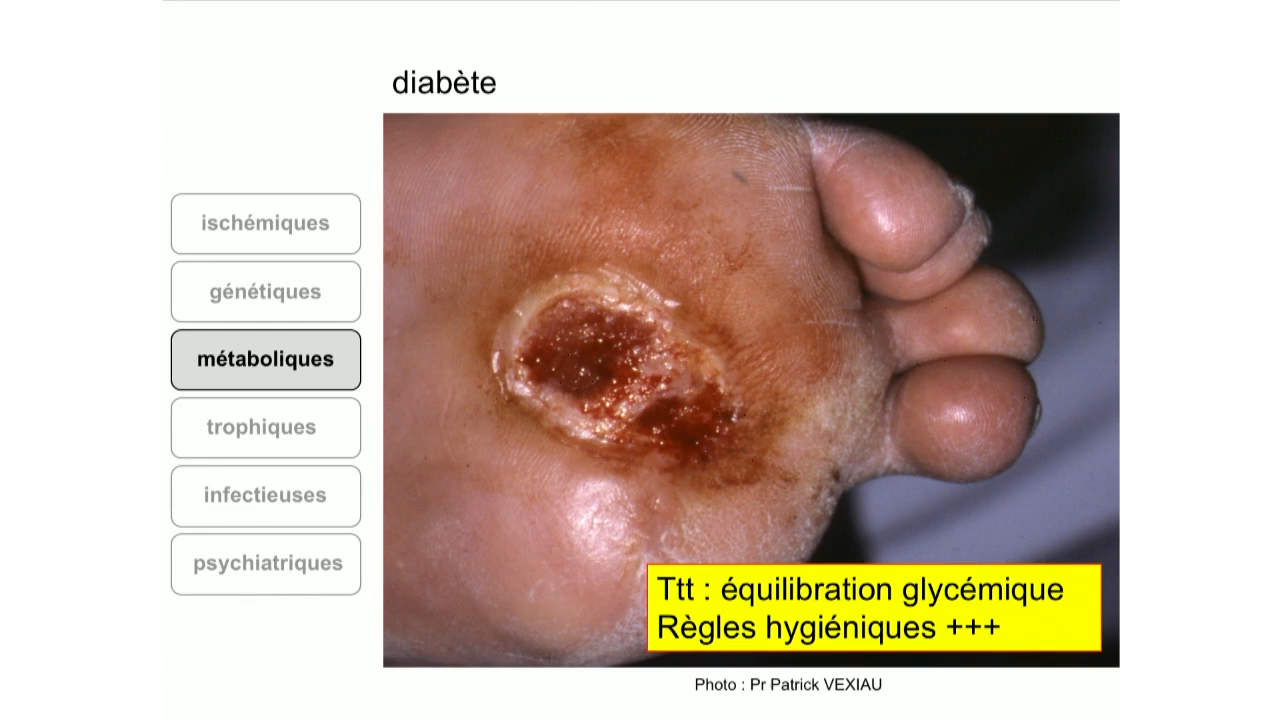 diabète
ischémiques
génétiques
métaboliques
trophiques
infectieuses
psychiatriques
Ttt : équilibration glycémique
Règles hygiéniques +++
Photo : Pr Patrick VEXIAU